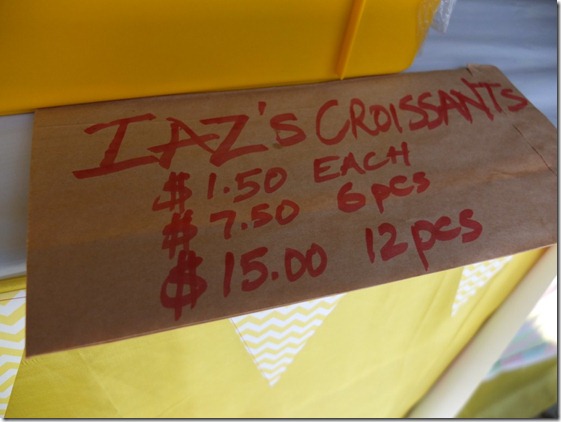 IAZ's CROISSANTS
$1.50 EACH
$7.50 6pcs
$15.00 12pcs